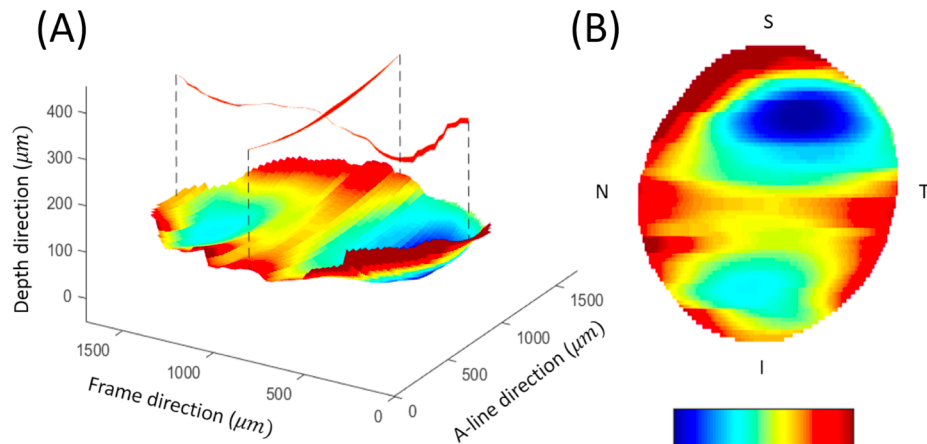 (A)
Depth direction (μm)
400
300
200
100
0
1500
1000
500
0
Frame direction (μm)
0
500
1000
1500
A-line direction (μm)
(B)
S
N
T
I